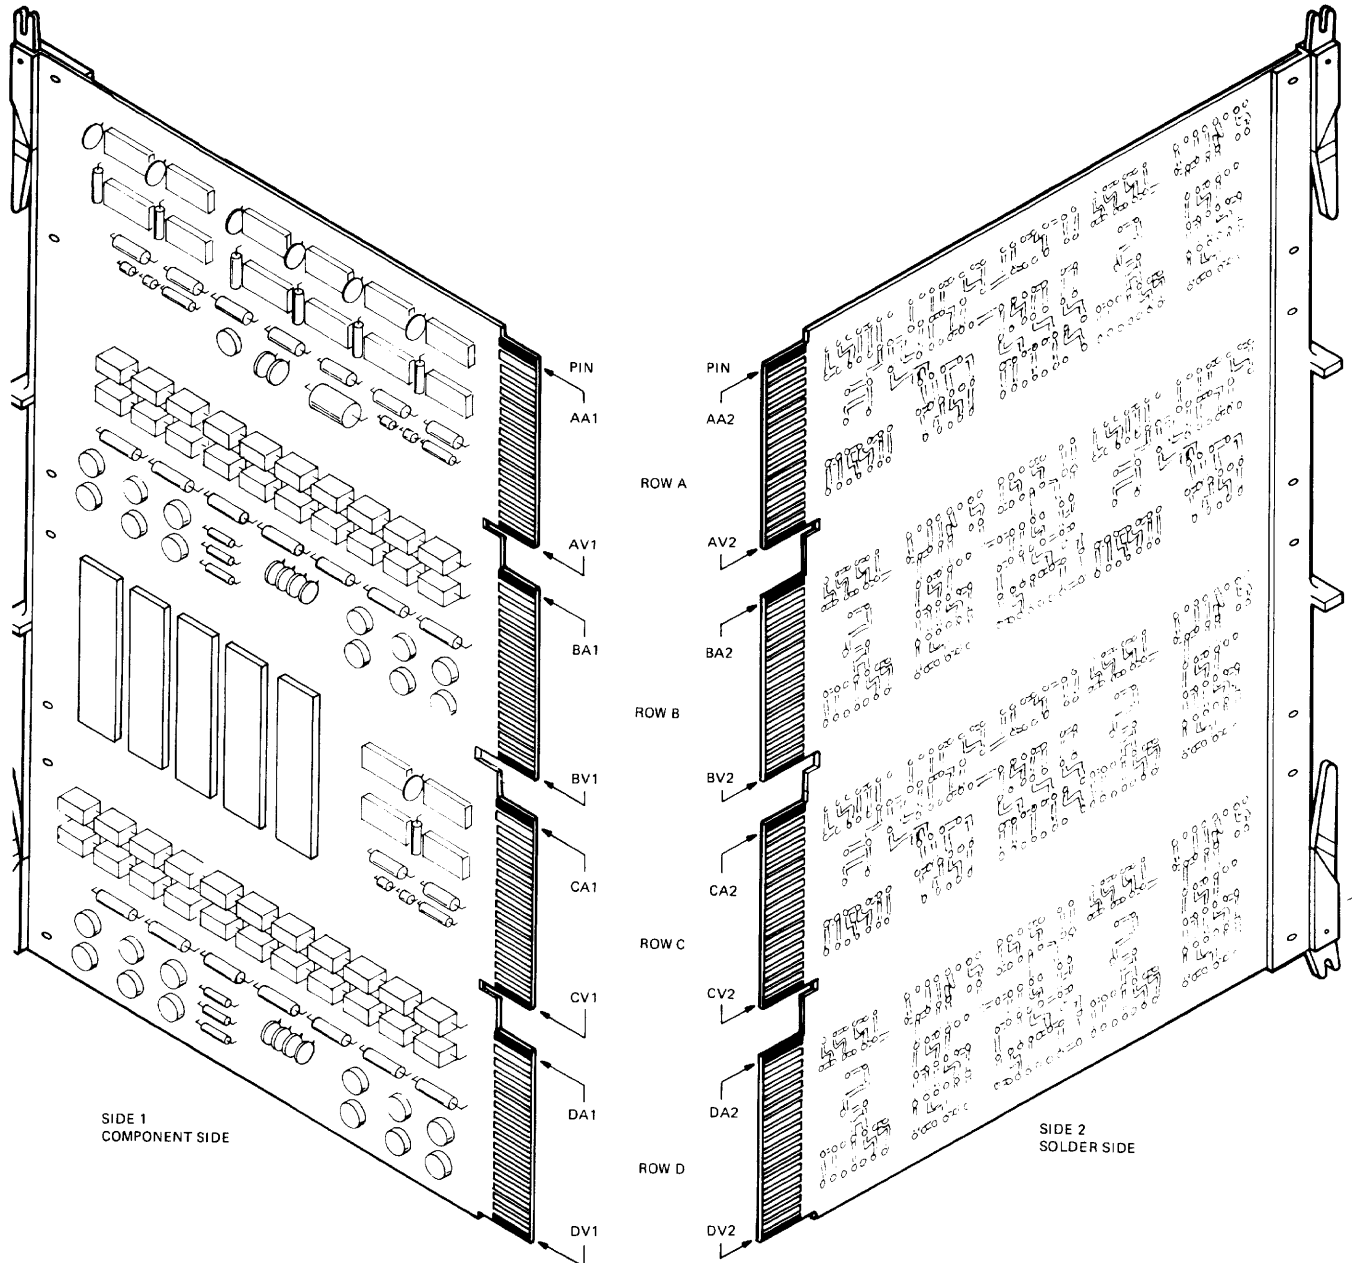 PIN
PIN
AA1
AA2
ROW A
AV1
AV2
BA1
BA2
ROW B
BV1
BV2
CA1
CA2
ROW C
CV1
CV2
DA1
DA2
SIDE 1
COMPONENT SIDE
SIDE 2
SOLDER SIDE
ROW D
DV1
DV2